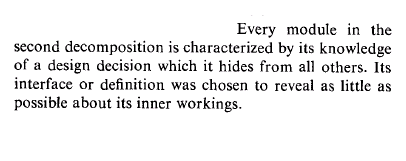 Every module in the
second decomposition is characterized by its knowledge
of a design decision which it hides from all others. Its
interface or definition was chosen to reveal as little as
possible about its inner workings.